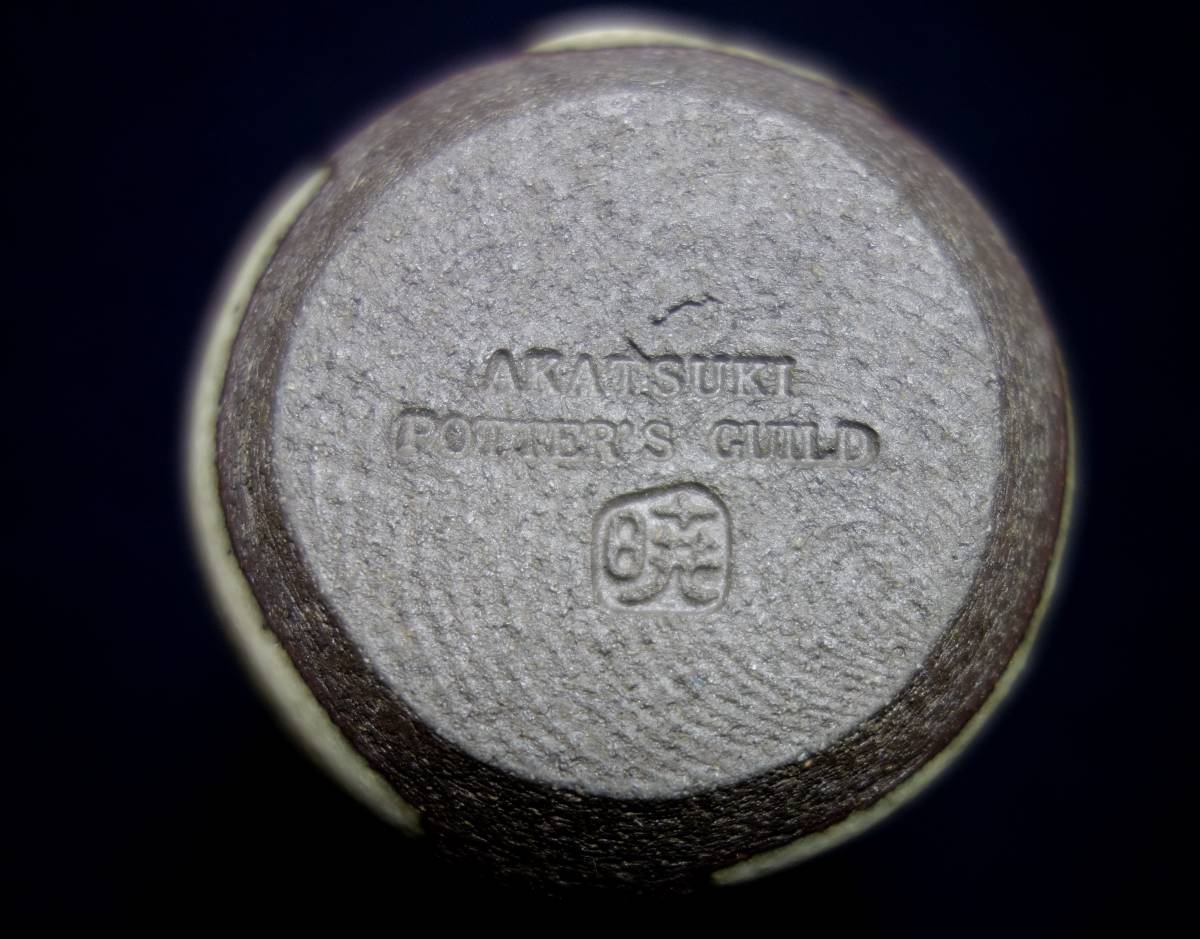 AKATSUKI
POTTER'S GUILD
暁